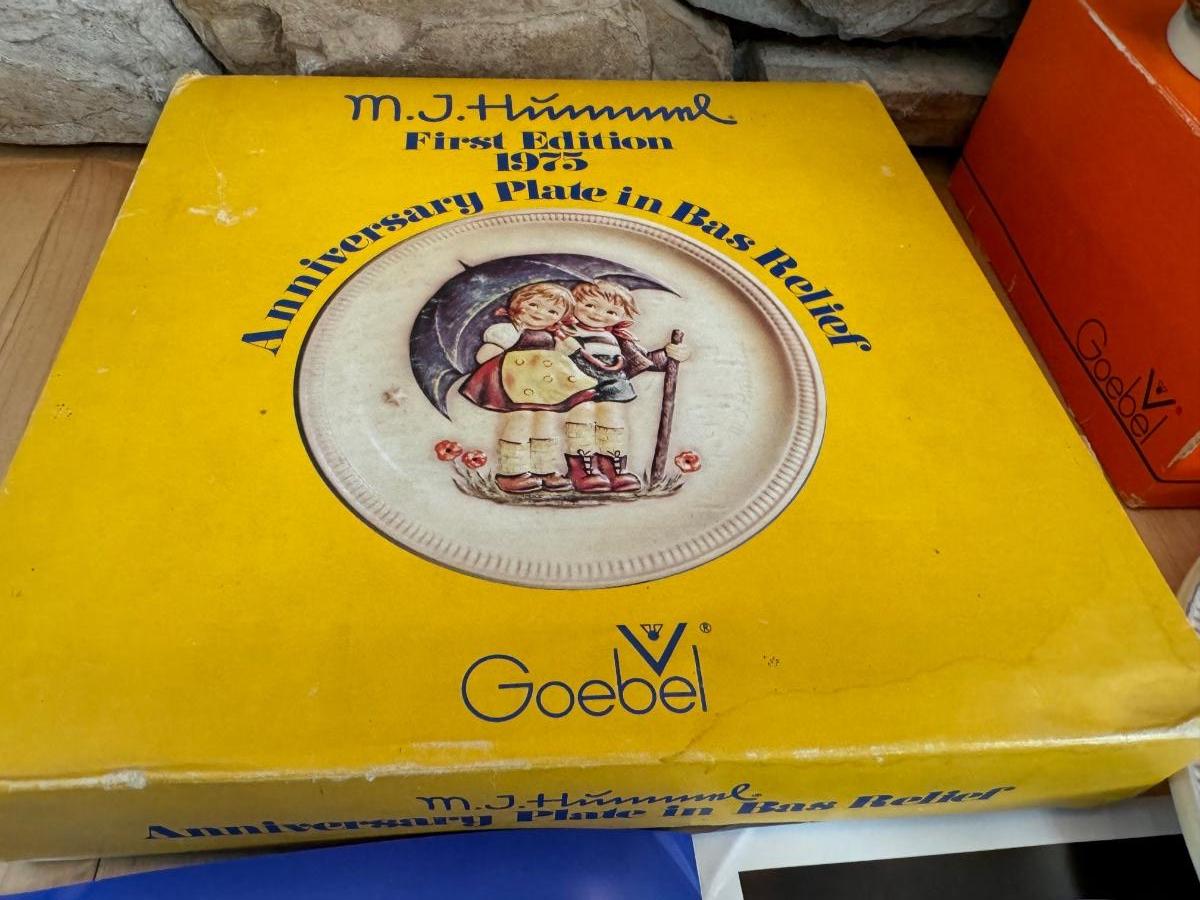 M.J.Hummel
First Edition
1975
Anniversary Plate in Bas Relief
Goebel ®
M.J.Hummel®
Anniversary Plate in Bas Relief
Goebel